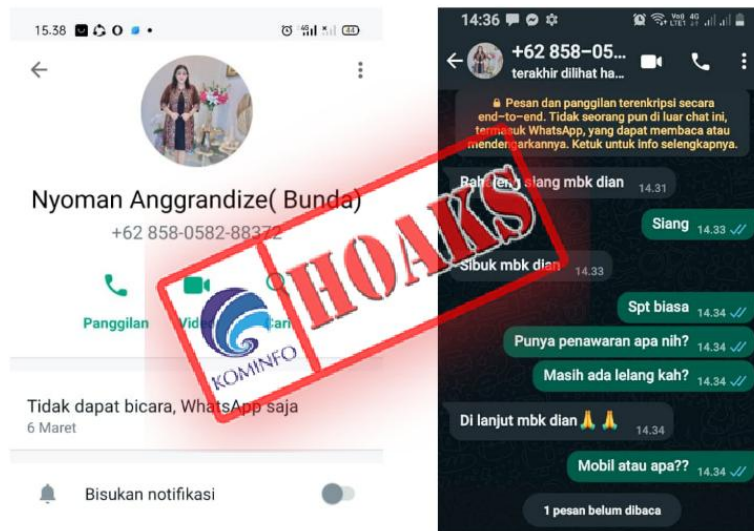 15.38
44
Nyoman Anggrandize( Bunda)
+62 858-0582-88372
Panggilan
Tidak dapat bicara, WhatsApp saja
6 Maret
Bisukan notifikasi
KOMINFO
HOAKS
14:36
+62 858–05...
terakhir dilihat ha...
Pesan dan panggilan terenkripsi secara
end-to-end. Tidak seorang pun di luar chat ini,
termasuk WhatsApp, yang dapat membaca atau
mendengarkannya. Ketuk untuk info selengkapnya.
siang mbk dian 14.31
Siang 14.33
Sibuk mbk dian 14.33
Spt biasa 14.34
Punya penawaran apa nih? 14.34
Masih ada lelang kah? 14.34
Di lanjut mbk dian 🙏 🙏 14.34
Mobil atau apa?? 14.34
1 pesan belum dibaca